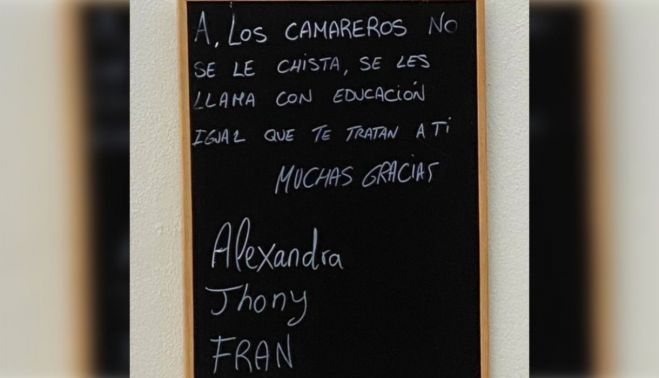 A, LOS CAMAREROS NO
SE LE CHISTA, SE LES
LLAMA CON EDUCACIÓN
IGUAL QUE TE TRATAN A TI
MUCHAS GRACIAS
Alexandra
Jhony
FRAN